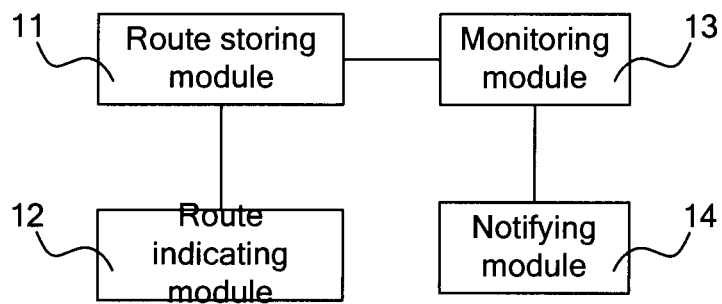 11
Route storing
module
Monitoring
module
13
12
Route
indicating
module
Notifying
module
14